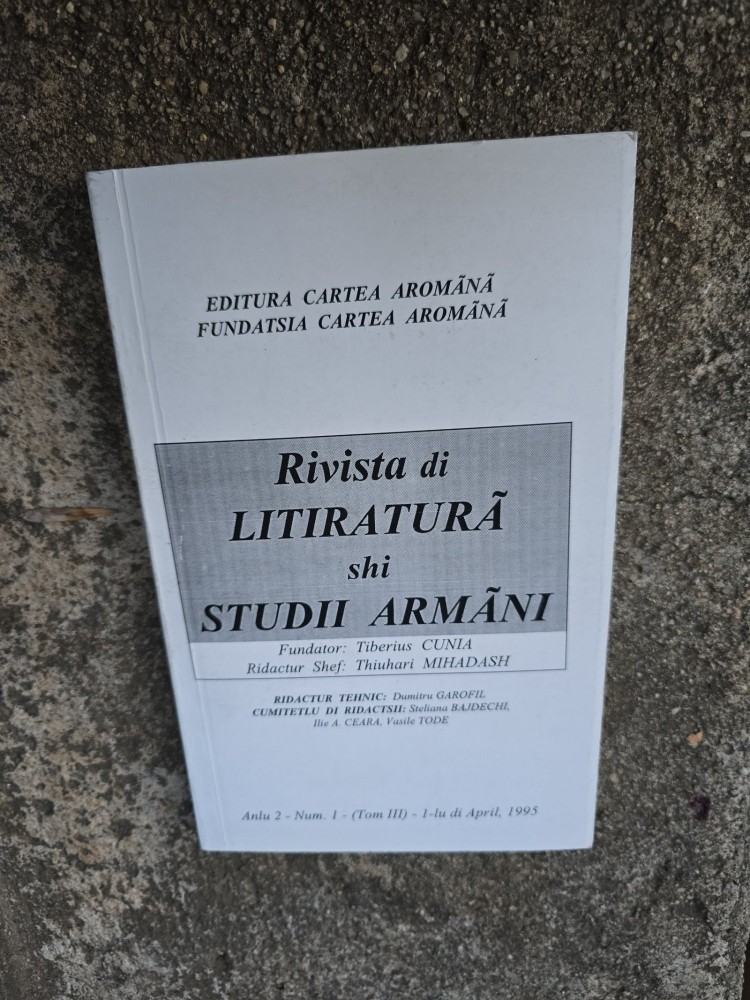 EDITURA CARTEA AROMÃNÃ
FUNDATSIA CARTEA AROMÃNÃ
Rivista di
LITIRATURÃ
shi
STUDII ARMÃNI
Fundator: Tiberius CUNIA
Ridactur Shef: Thiuhari MIHADASH
RIDACTUR TEHNIC: Dumitru GAROFIL
CUMITETLU DI RIDACTSII: Steliana BAJDECHI,
Ilie A. CEARA, Vasile TODE
Anlu 2 - Num. 1 - (Tom III) - 1-lu di April, 1995